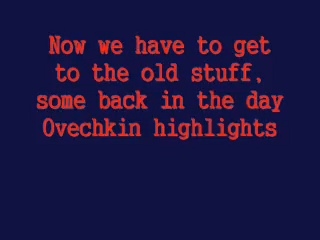 Now we have to get
to the old stuff,
some back in the day
Ovechkin highlights